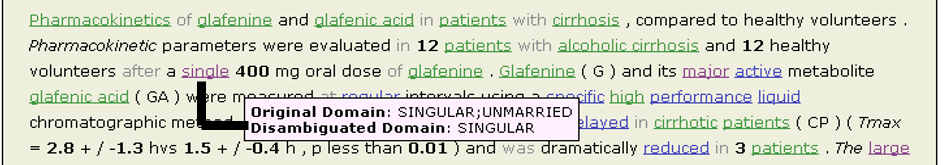 Pharmacokinetics of glafenine and glafenic acid in patients with cirrhosis , compared to healthy volunteers .
Pharmacokinetic parameters were evaluated in 12 patients with alcoholic cirrhosis and 12 healthy
volunteers after a single 400 mg oral dose of glafenine . Glafenine ( G ) and its major active metabolite
glafenic acid ( GA ) were measured at regular intervals using a specific high performance liquid
Original Domain: SINGULAR;UNMARRIED
Disambiguated Domain: SINGULAR
chromatographic elayed in cirrhotic patients ( CP ) ( Tmax
= 2.8 + / -1.3 hvs 1.5 + / -0.4 h , p less than 0.01 ) and was dramatically reduced in 3 patients . The large